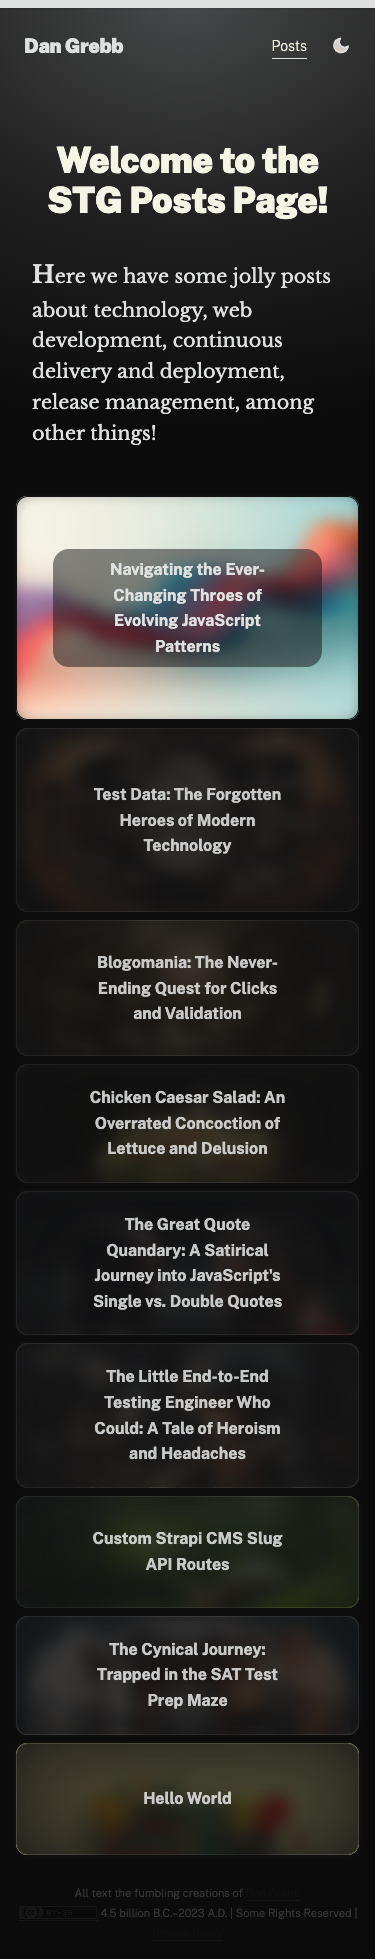 Dan Grebb
Posts
Welcome to the
STG Posts Page!
Here we have some jolly posts
about technology, web
development, continuous
delivery and deployment,
release management, among
other things!
Navigating the Ever-
Changing Throes of
Evolving JavaScript
Patterns
Test Data: The Forgotten
Heroes of Modern
Technology
Blogomania: The Never-
Ending Quest for Clicks
and Validation
Chicken Caesar Salad: An
Overrated Concoction of
Lettuce and Delusion
The Great Quote
Quandary: A Satirical
Journey into JavaScript's
Single vs. Double Quotes
The Little End-to-End
Testing Engineer Who
Could: A Tale of Heroism
and Headaches
Custom Strapi CMS Slug
API Routes
The Cynical Journey:
Trapped in the SAT Test
Prep Maze
Hello World
All text the fumbling creations of
4.5 billion B.C.–2023 A.D. | Some Rights Reserved |